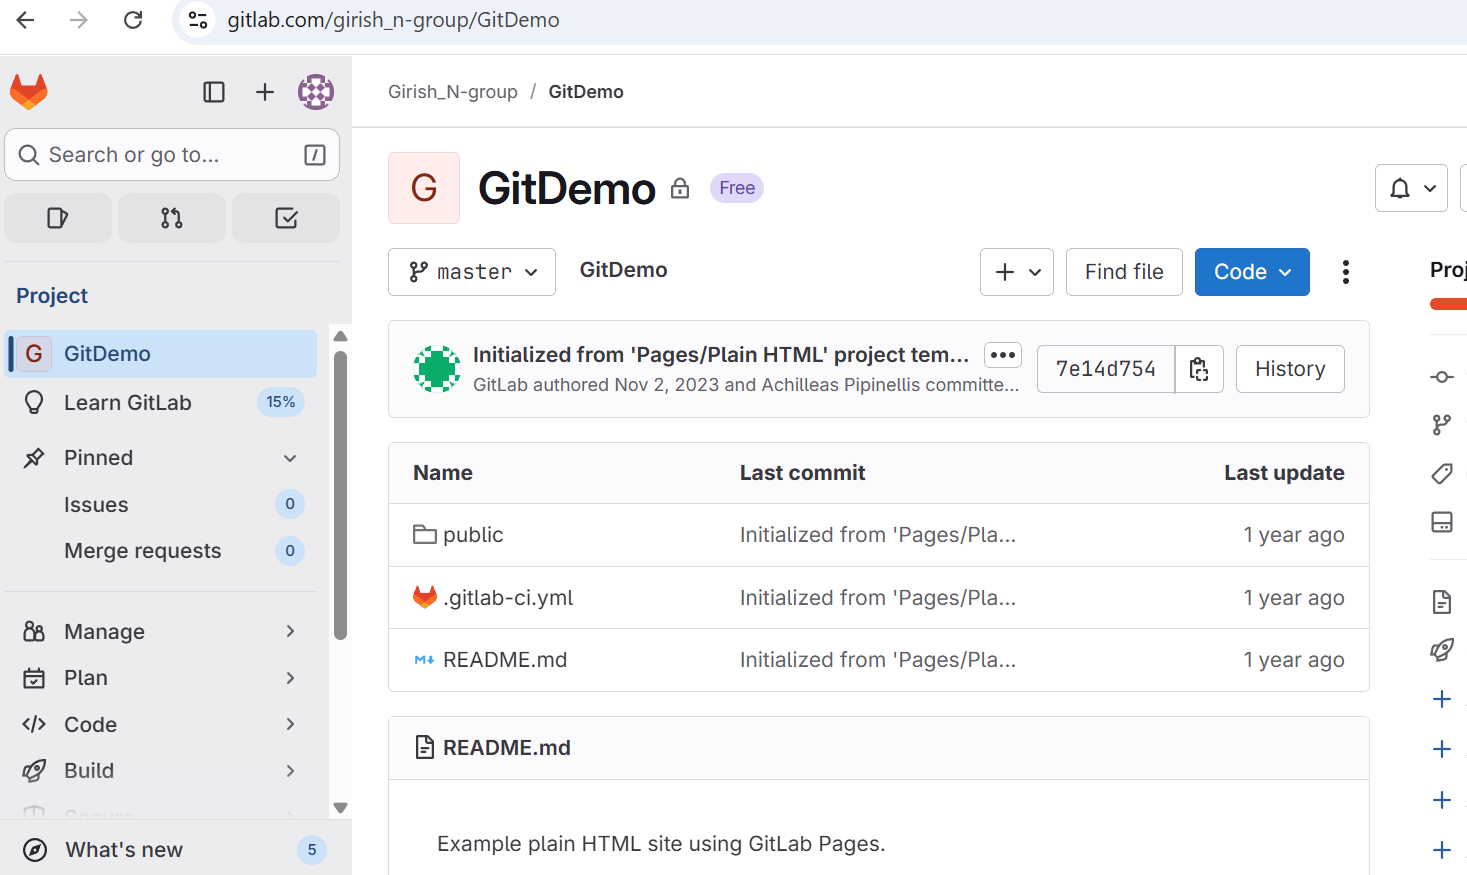 gitlab.com/girish_n-group/GitDemo
Search or go to... /
Project
G GitDemo
Learn GitLab 15%
Pinned
Issues 0
Merge requests 0
Manage
Plan
Code
Build
Secure
What's new 5
Girish_N-group / GitDemo
G GitDemo Free
master GitDemo Find file Code
Initialized from 'Pages/Plain HTML' project tem... 7e14d754 History
GitLab authored Nov 2, 2023 and Achilleas Pipinellis committe...
Name Last commit Last update
public Initialized from 'Pages/Pla... 1 year ago
.gitlab-ci.yml Initialized from 'Pages/Pla... 1 year ago
README.md Initialized from 'Pages/Pla... 1 year ago
README.md
Example plain HTML site using GitLab Pages.